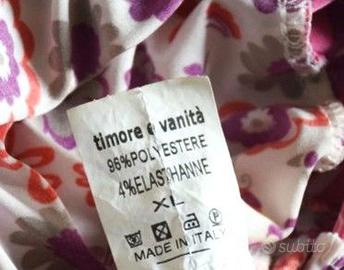 timore e vanità
96%POLYESTERE
4%ELASTHANNE
XL
MADE IN ITALY
subito